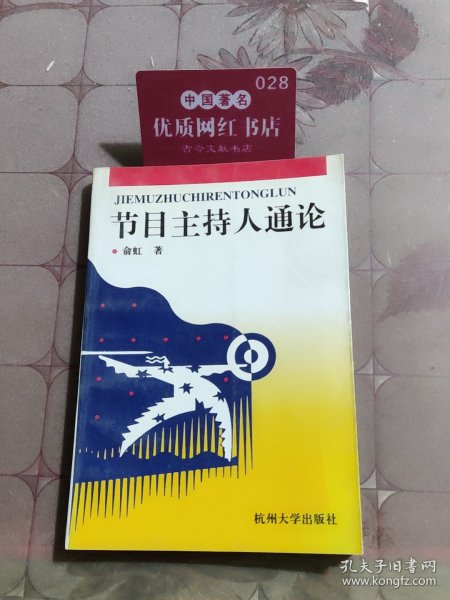 028
中国著名
优质网红书店
古今文献书店
JIEMUZHUCHIRENTONGLUN
节目主持人通论
俞虹 著
杭州大学出版社
孔夫子旧书网
www.kongfz.com